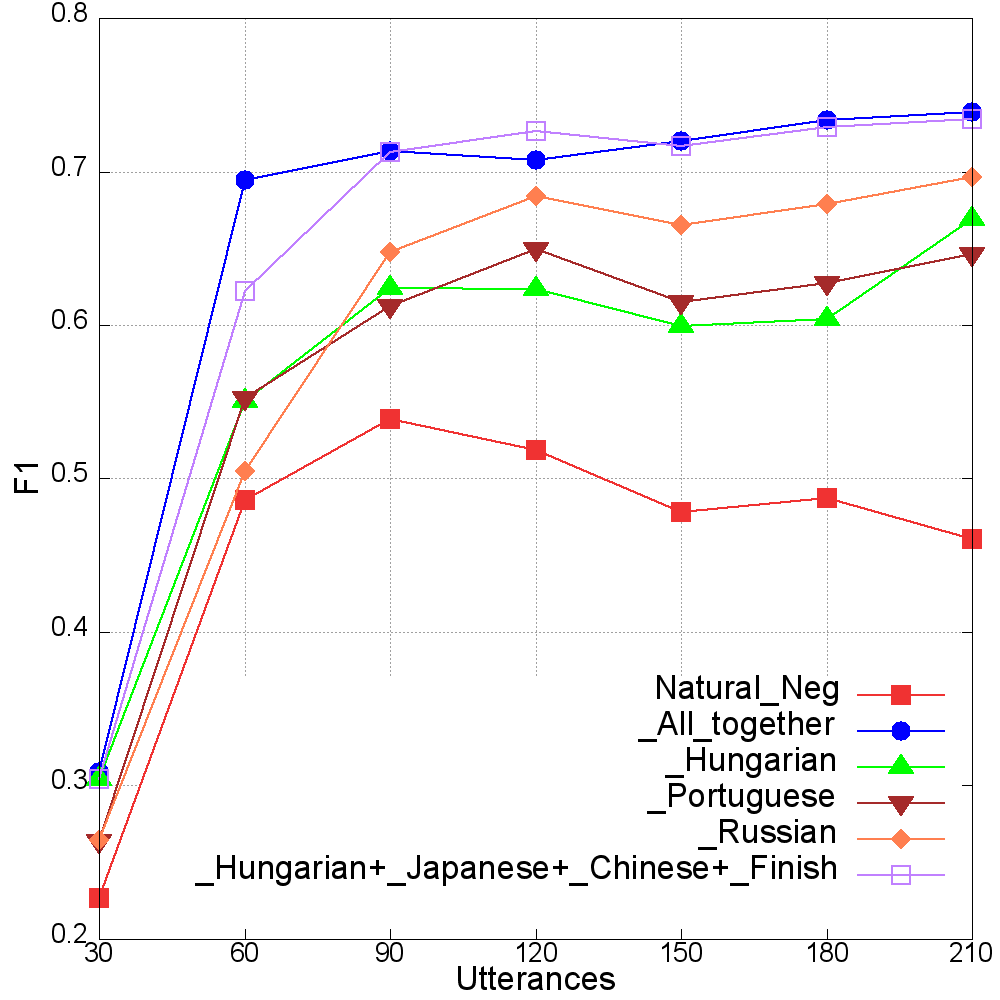 0.8
0.7
0.6
0.5
0.4
0.3
0.2
F1
Natural_Neg
_All_together
_Hungarian
_Portuguese
_Russian
_Hungarian+_Japanese+_Chinese+_Finish
30 60 90 120 150 180 210
Utterances